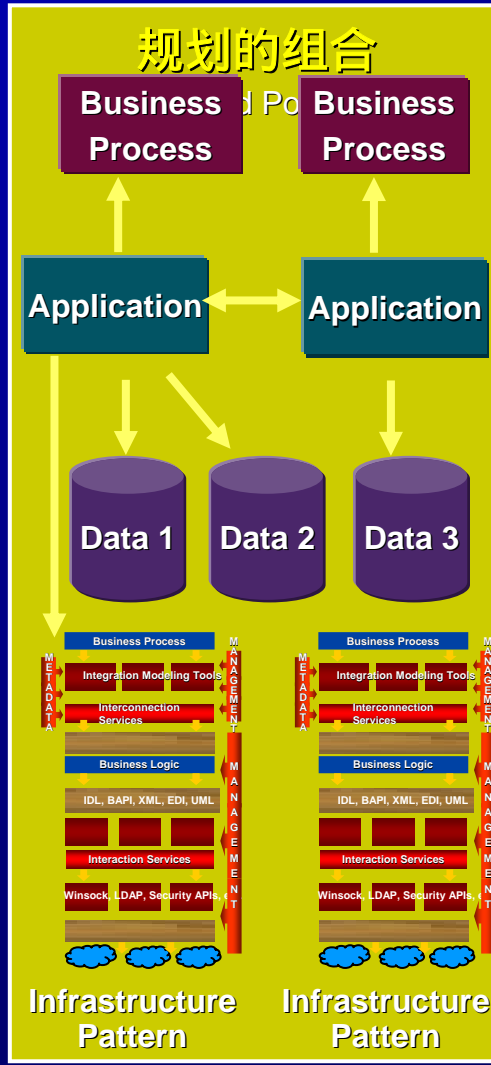 规划的组合
d Po
Business Business
Process Process
Application Application
Data 1 Data 2 Data 3
Business Process Business Process
METADATA MANAGEMENT METADATA MANAGEMENT
Integration Modeling Tools Integration Modeling Tools
Interconnection Interconnection
Services Services
Business Logic Business Logic
MANAGEMENT MANAGEMENT
IDL, BAPI, XML, EDI, UML IDL, BAPI, XML, EDI, UML
Interaction Services Interaction Services
Winsock, LDAP, Security APIs, Winsock, LDAP, Security APIs,
Infrastructure Infrastructure
Pattern Pattern